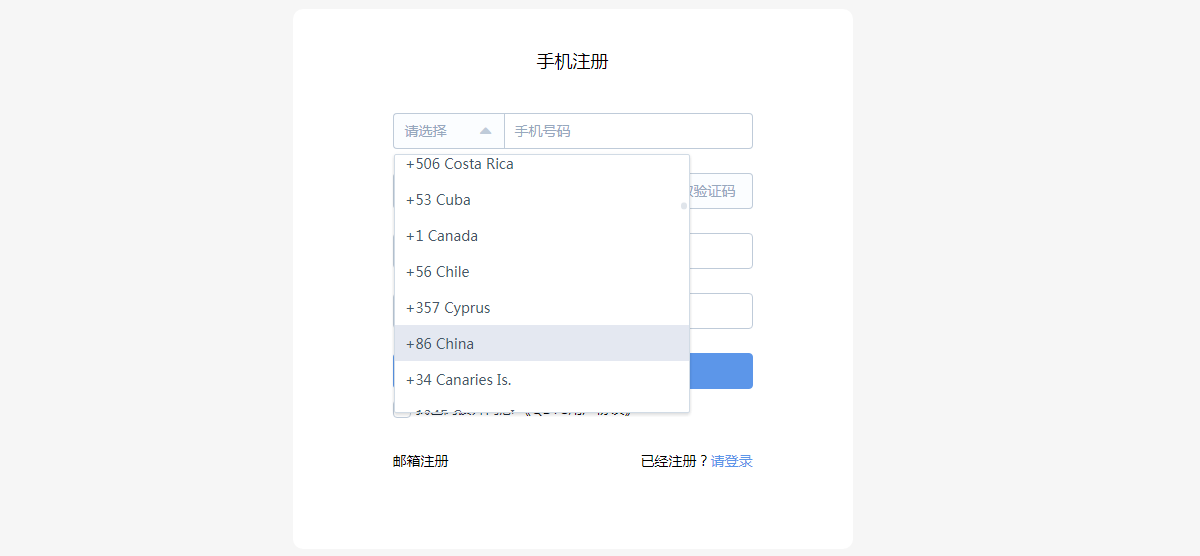 手机注册
请选择 手机号码
+506 Costa Rica
+53 Cuba
验证码
+1 Canada
+56 Chile
+357 Cyprus
+86 China
+34 Canaries Is.
邮箱注册 已经注册？请登录